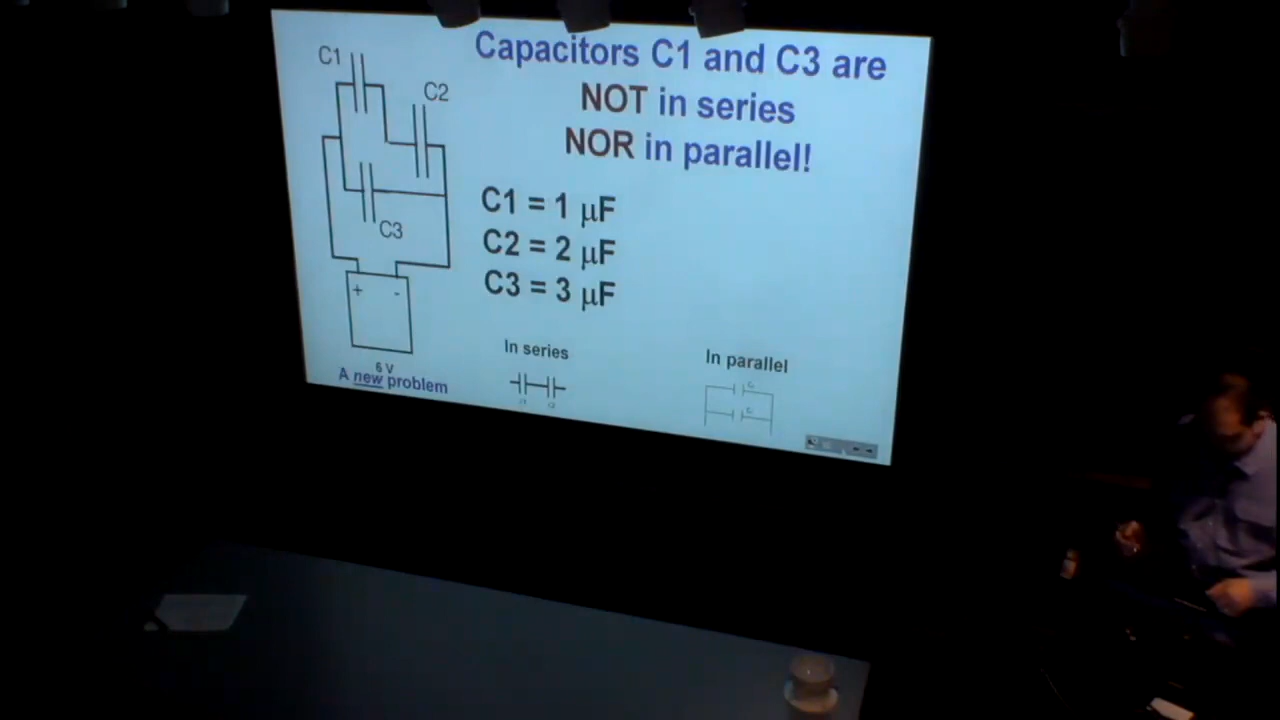 Capacitors C1 and C3 are
NOT in series
NOR in parallel!
C1
C2
C3
+ -
6 V
A new problem
C1 = 1 μF
C2 = 2 μF
C3 = 3 μF
In series
In parallel